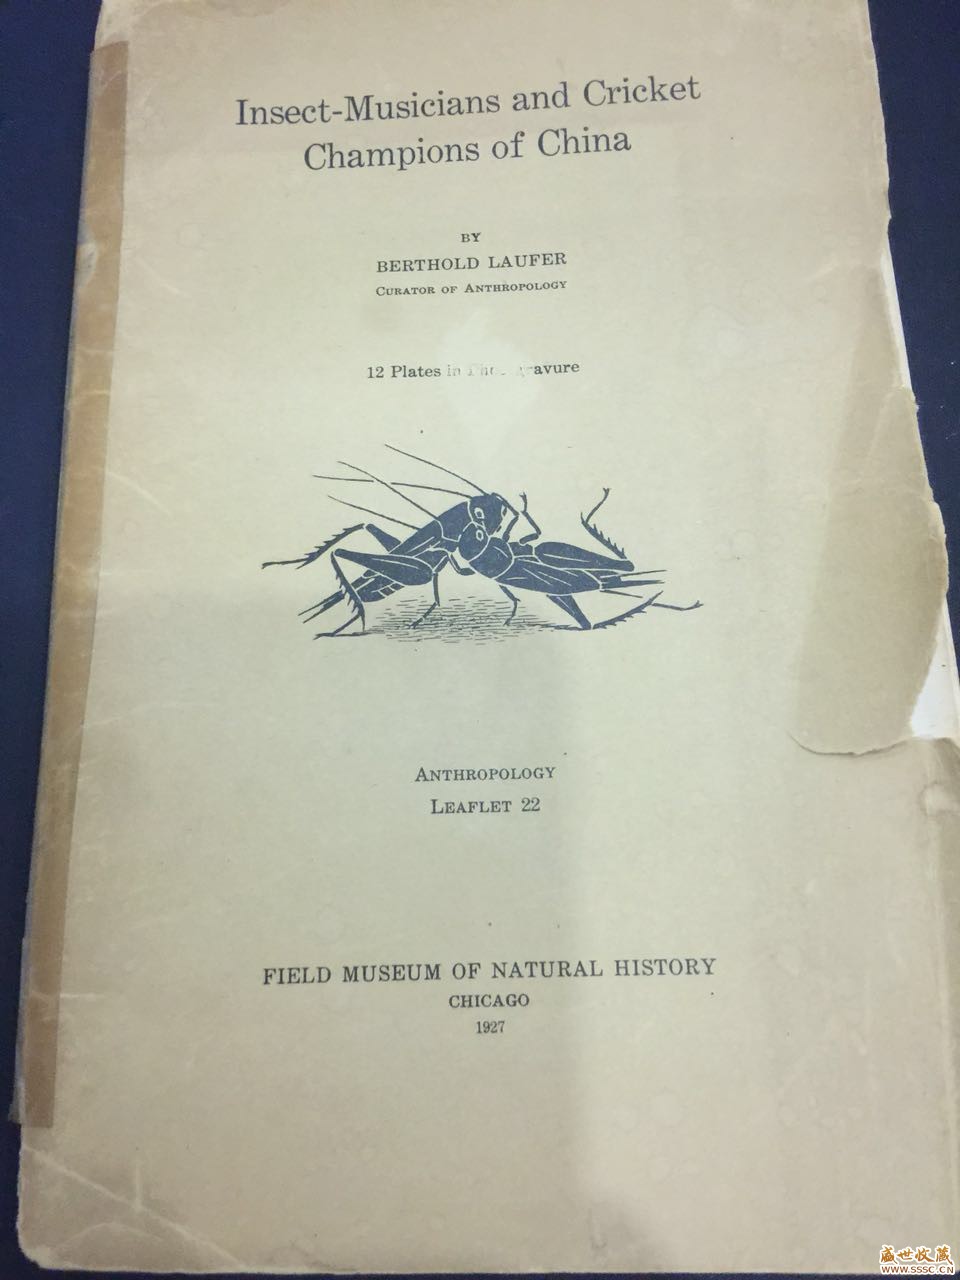 Insect-Musicians and Cricket
Champions of China
BY
BERTHOLD LAUFER
CURATOR OF ANTHROPOLOGY
12 Plates in avure
ANTHROPOLOGY
LEAFLET 22
FIELD MUSEUM OF NATURAL HISTORY
CHICAGO
1927
盛世收藏
WWW.SSSC.CN